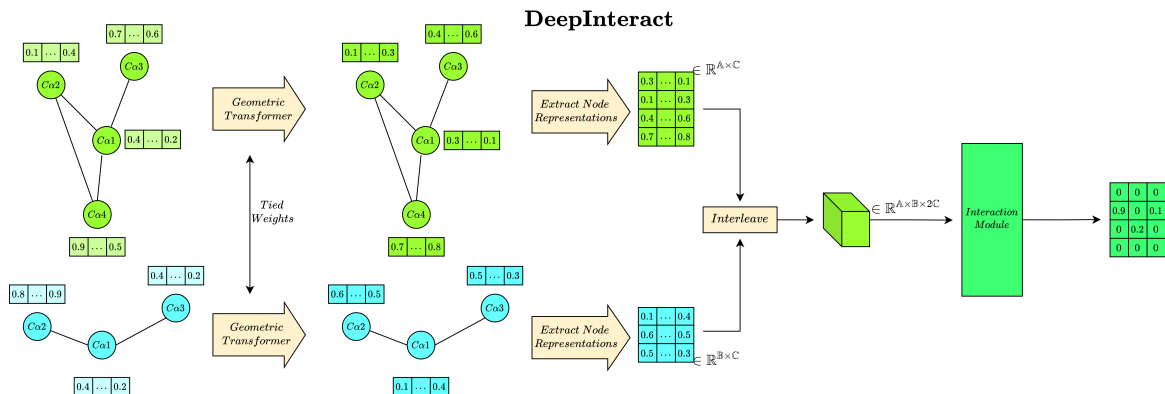 DeepInteract
0.7 … 0.6
0.4 … 0.6
0.1 … 0.4
0.1 … 0.3
Cα3
Cα3
Cα2
Cα2
∈ ℝ^{𝔸×ℂ}
0.3 … 0.1
0.1 … 0.3
0.4 … 0.6
0.7 … 0.8
Geometric
Transformer
Extract Node
Representations
Cα1
0.4 … 0.2
Cα1
0.3 … 0.1
Cα4
Cα4
0.9 … 0.5
0.7 … 0.8
Tied
Weights
Interleave
∈ ℝ^{𝔸×𝔹×2ℂ}
Interaction
Module
0 0 0
0.9 0 0.1
0 0.2 0
0 0 0
0.4 … 0.2
0.5 … 0.3
0.8 … 0.9
0.6 … 0.5
Cα3
Cα3
Cα2
Cα2
Cα1
Cα1
Geometric
Transformer
Extract Node
Representations
0.1 … 0.4
0.6 … 0.5
0.5 … 0.3
∈ ℝ^{𝔹×ℂ}
0.4 … 0.2
0.1 … 0.4